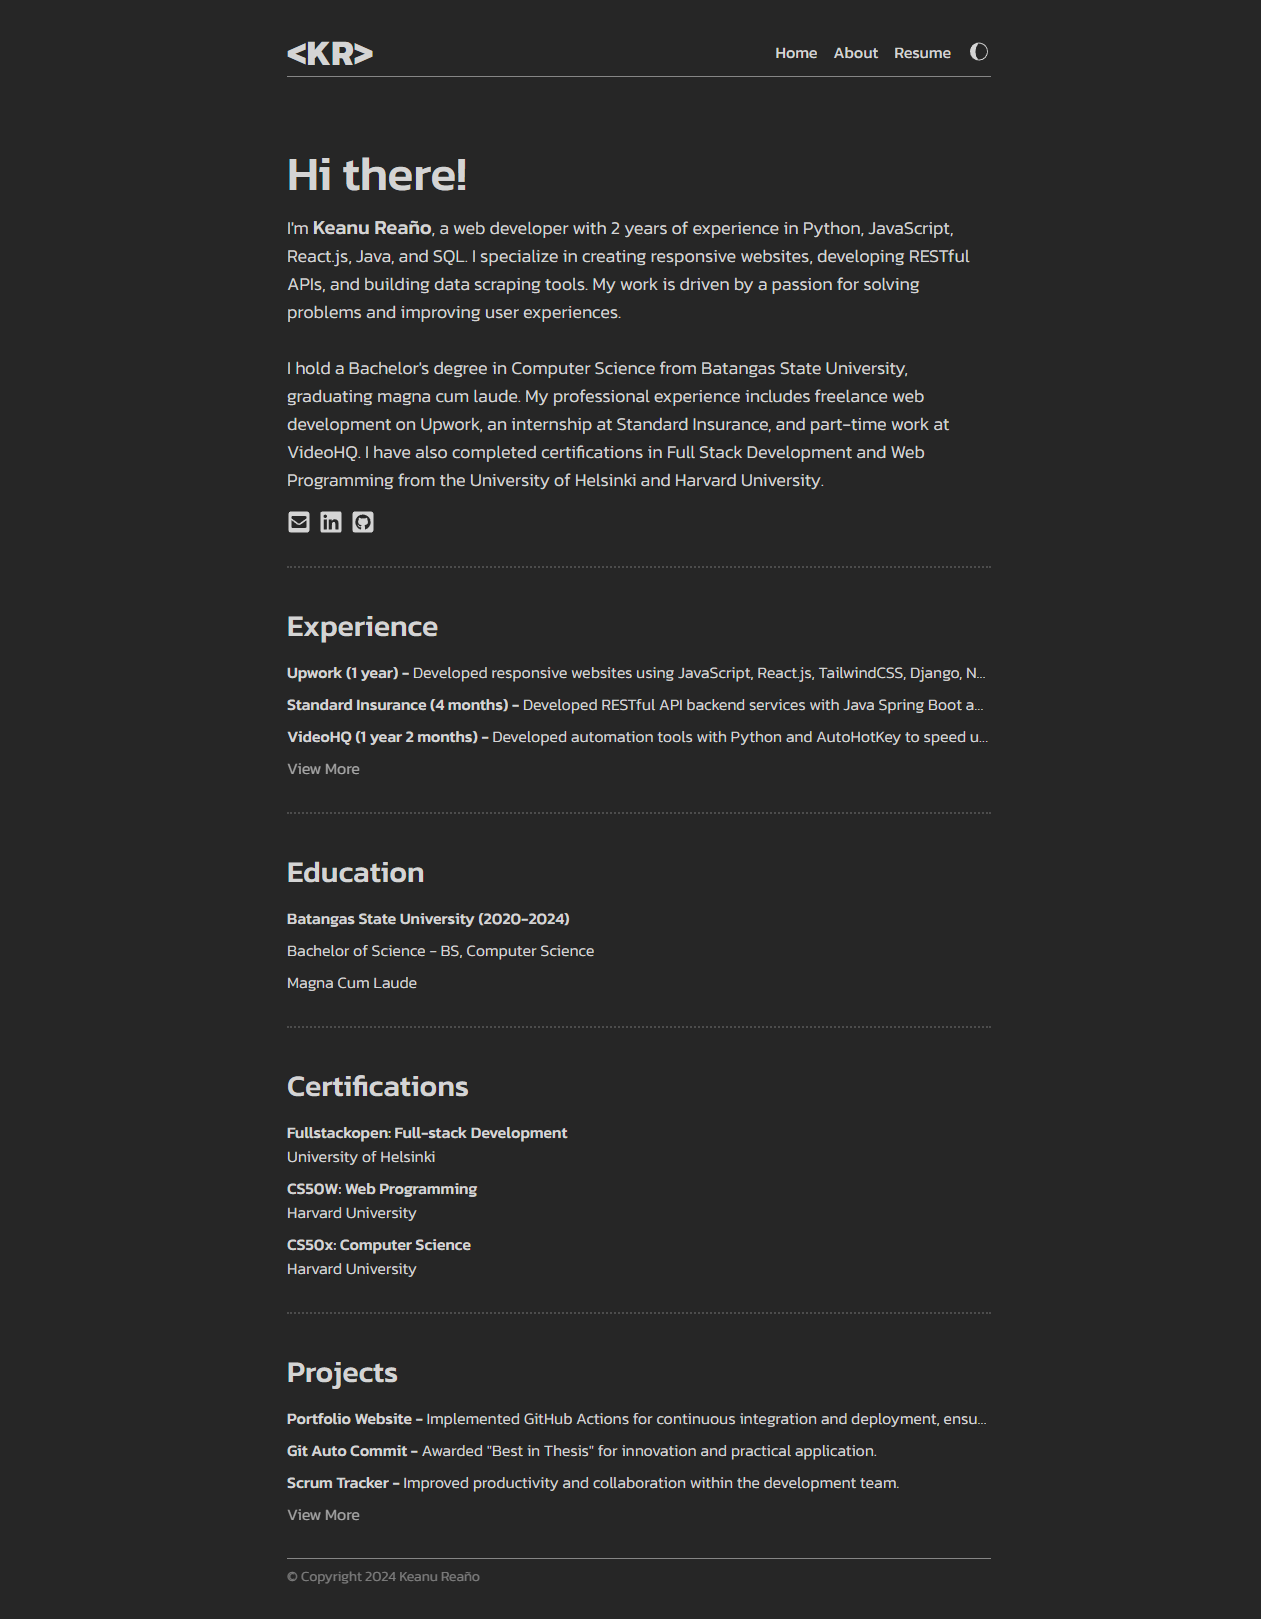 <KR>
Home About Resume
Hi there!
I'm Keanu Reaño, a web developer with 2 years of experience in Python, JavaScript,
React.js, Java, and SQL. I specialize in creating responsive websites, developing RESTful
APIs, and building data scraping tools. My work is driven by a passion for solving
problems and improving user experiences.
I hold a Bachelor's degree in Computer Science from Batangas State University,
graduating magna cum laude. My professional experience includes freelance web
development on Upwork, an internship at Standard Insurance, and part-time work at
VideoHQ. I have also completed certifications in Full Stack Development and Web
Programming from the University of Helsinki and Harvard University.
in
Experience
Upwork (1 year) - Developed responsive websites using JavaScript, React.js, TailwindCSS, Django, N...
Standard Insurance (4 months) - Developed RESTful API backend services with Java Spring Boot a...
VideoHQ (1 year 2 months) - Developed automation tools with Python and AutoHotKey to speed u...
View More
Education
Batangas State University (2020-2024)
Bachelor of Science - BS, Computer Science
Magna Cum Laude
Certifications
Fullstackopen: Full-stack Development
University of Helsinki
CS50W: Web Programming
Harvard University
CS50x: Computer Science
Harvard University
Projects
Portfolio Website - Implemented GitHub Actions for continuous integration and deployment, ensu...
Git Auto Commit - Awarded "Best in Thesis" for innovation and practical application.
Scrum Tracker - Improved productivity and collaboration within the development team.
View More
© Copyright 2024 Keanu Reaño